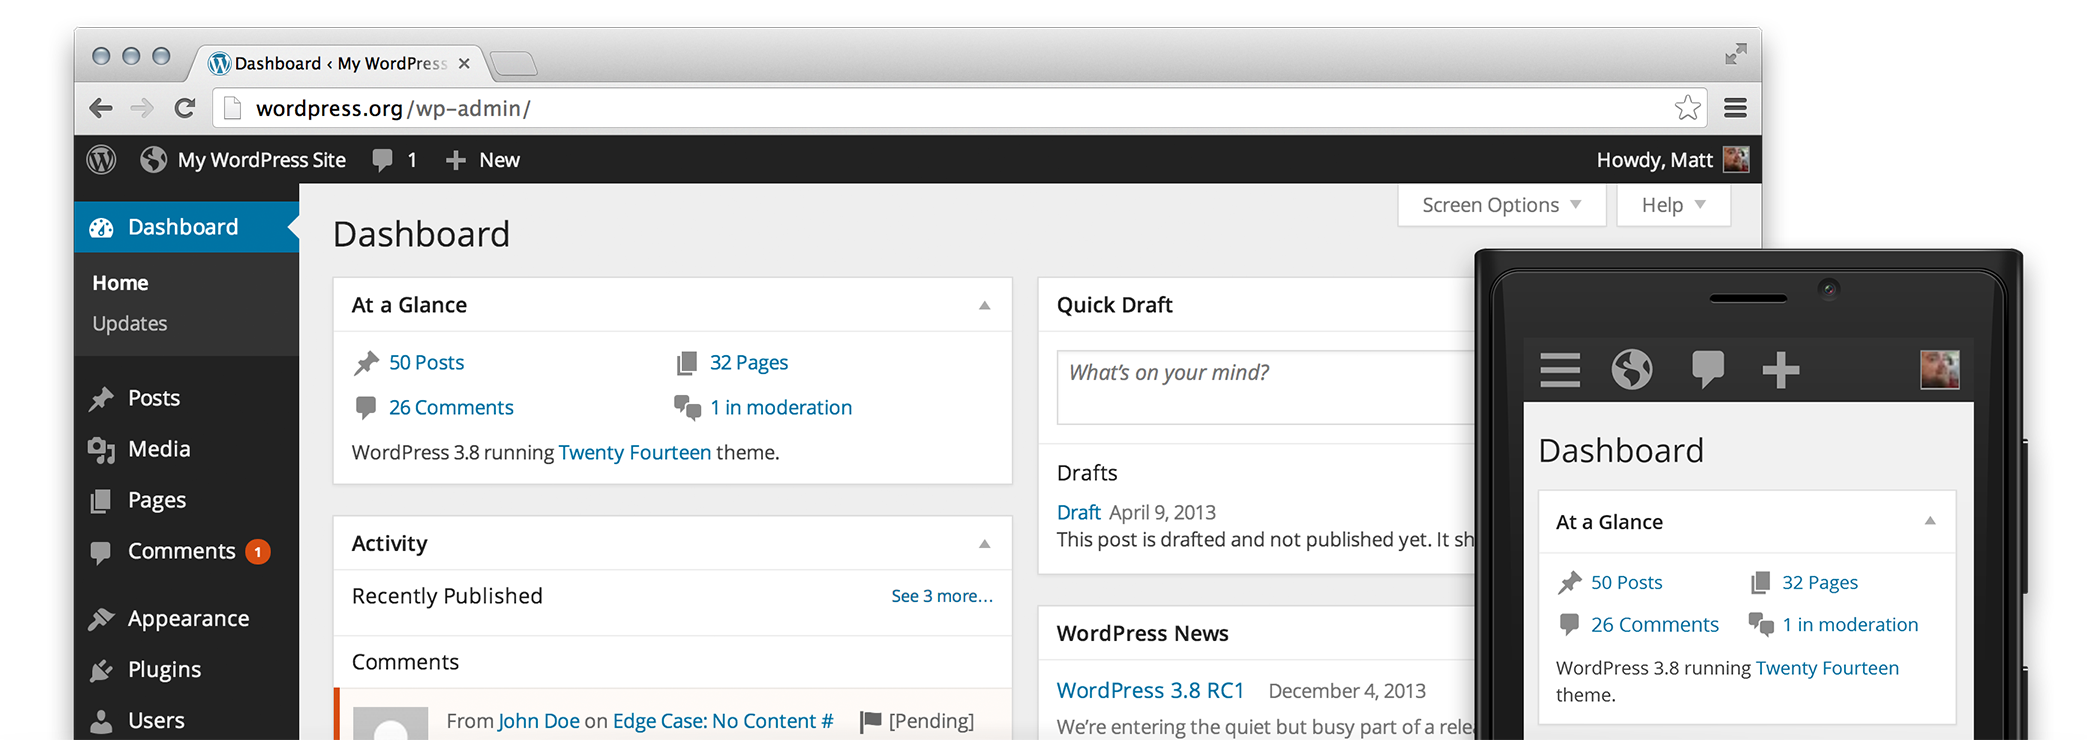 Dashboard ‹ My WordPress
wordpress.org/wp-admin/
My WordPress Site 1 New
Howdy, Matt
Screen Options Help
Dashboard
Home
Updates
Posts
Media
Pages
Comments 1
Appearance
Plugins
Users
Dashboard
At a Glance
50 Posts 32 Pages
26 Comments 1 in moderation
WordPress 3.8 running Twenty Fourteen theme.
Activity
Recently Published See 3 more...
Comments
From John Doe on Edge Case: No Content # [Pending]
Quick Draft
What's on your mind?
Drafts
Draft April 9, 2013
This post is drafted and not published yet. It sh
WordPress News
WordPress 3.8 RC1 December 4, 2013
We're entering the quiet but busy part of a rele
Dashboard
At a Glance
50 Posts 32 Pages
26 Comments 1 in moderation
WordPress 3.8 running Twenty Fourteen
theme.